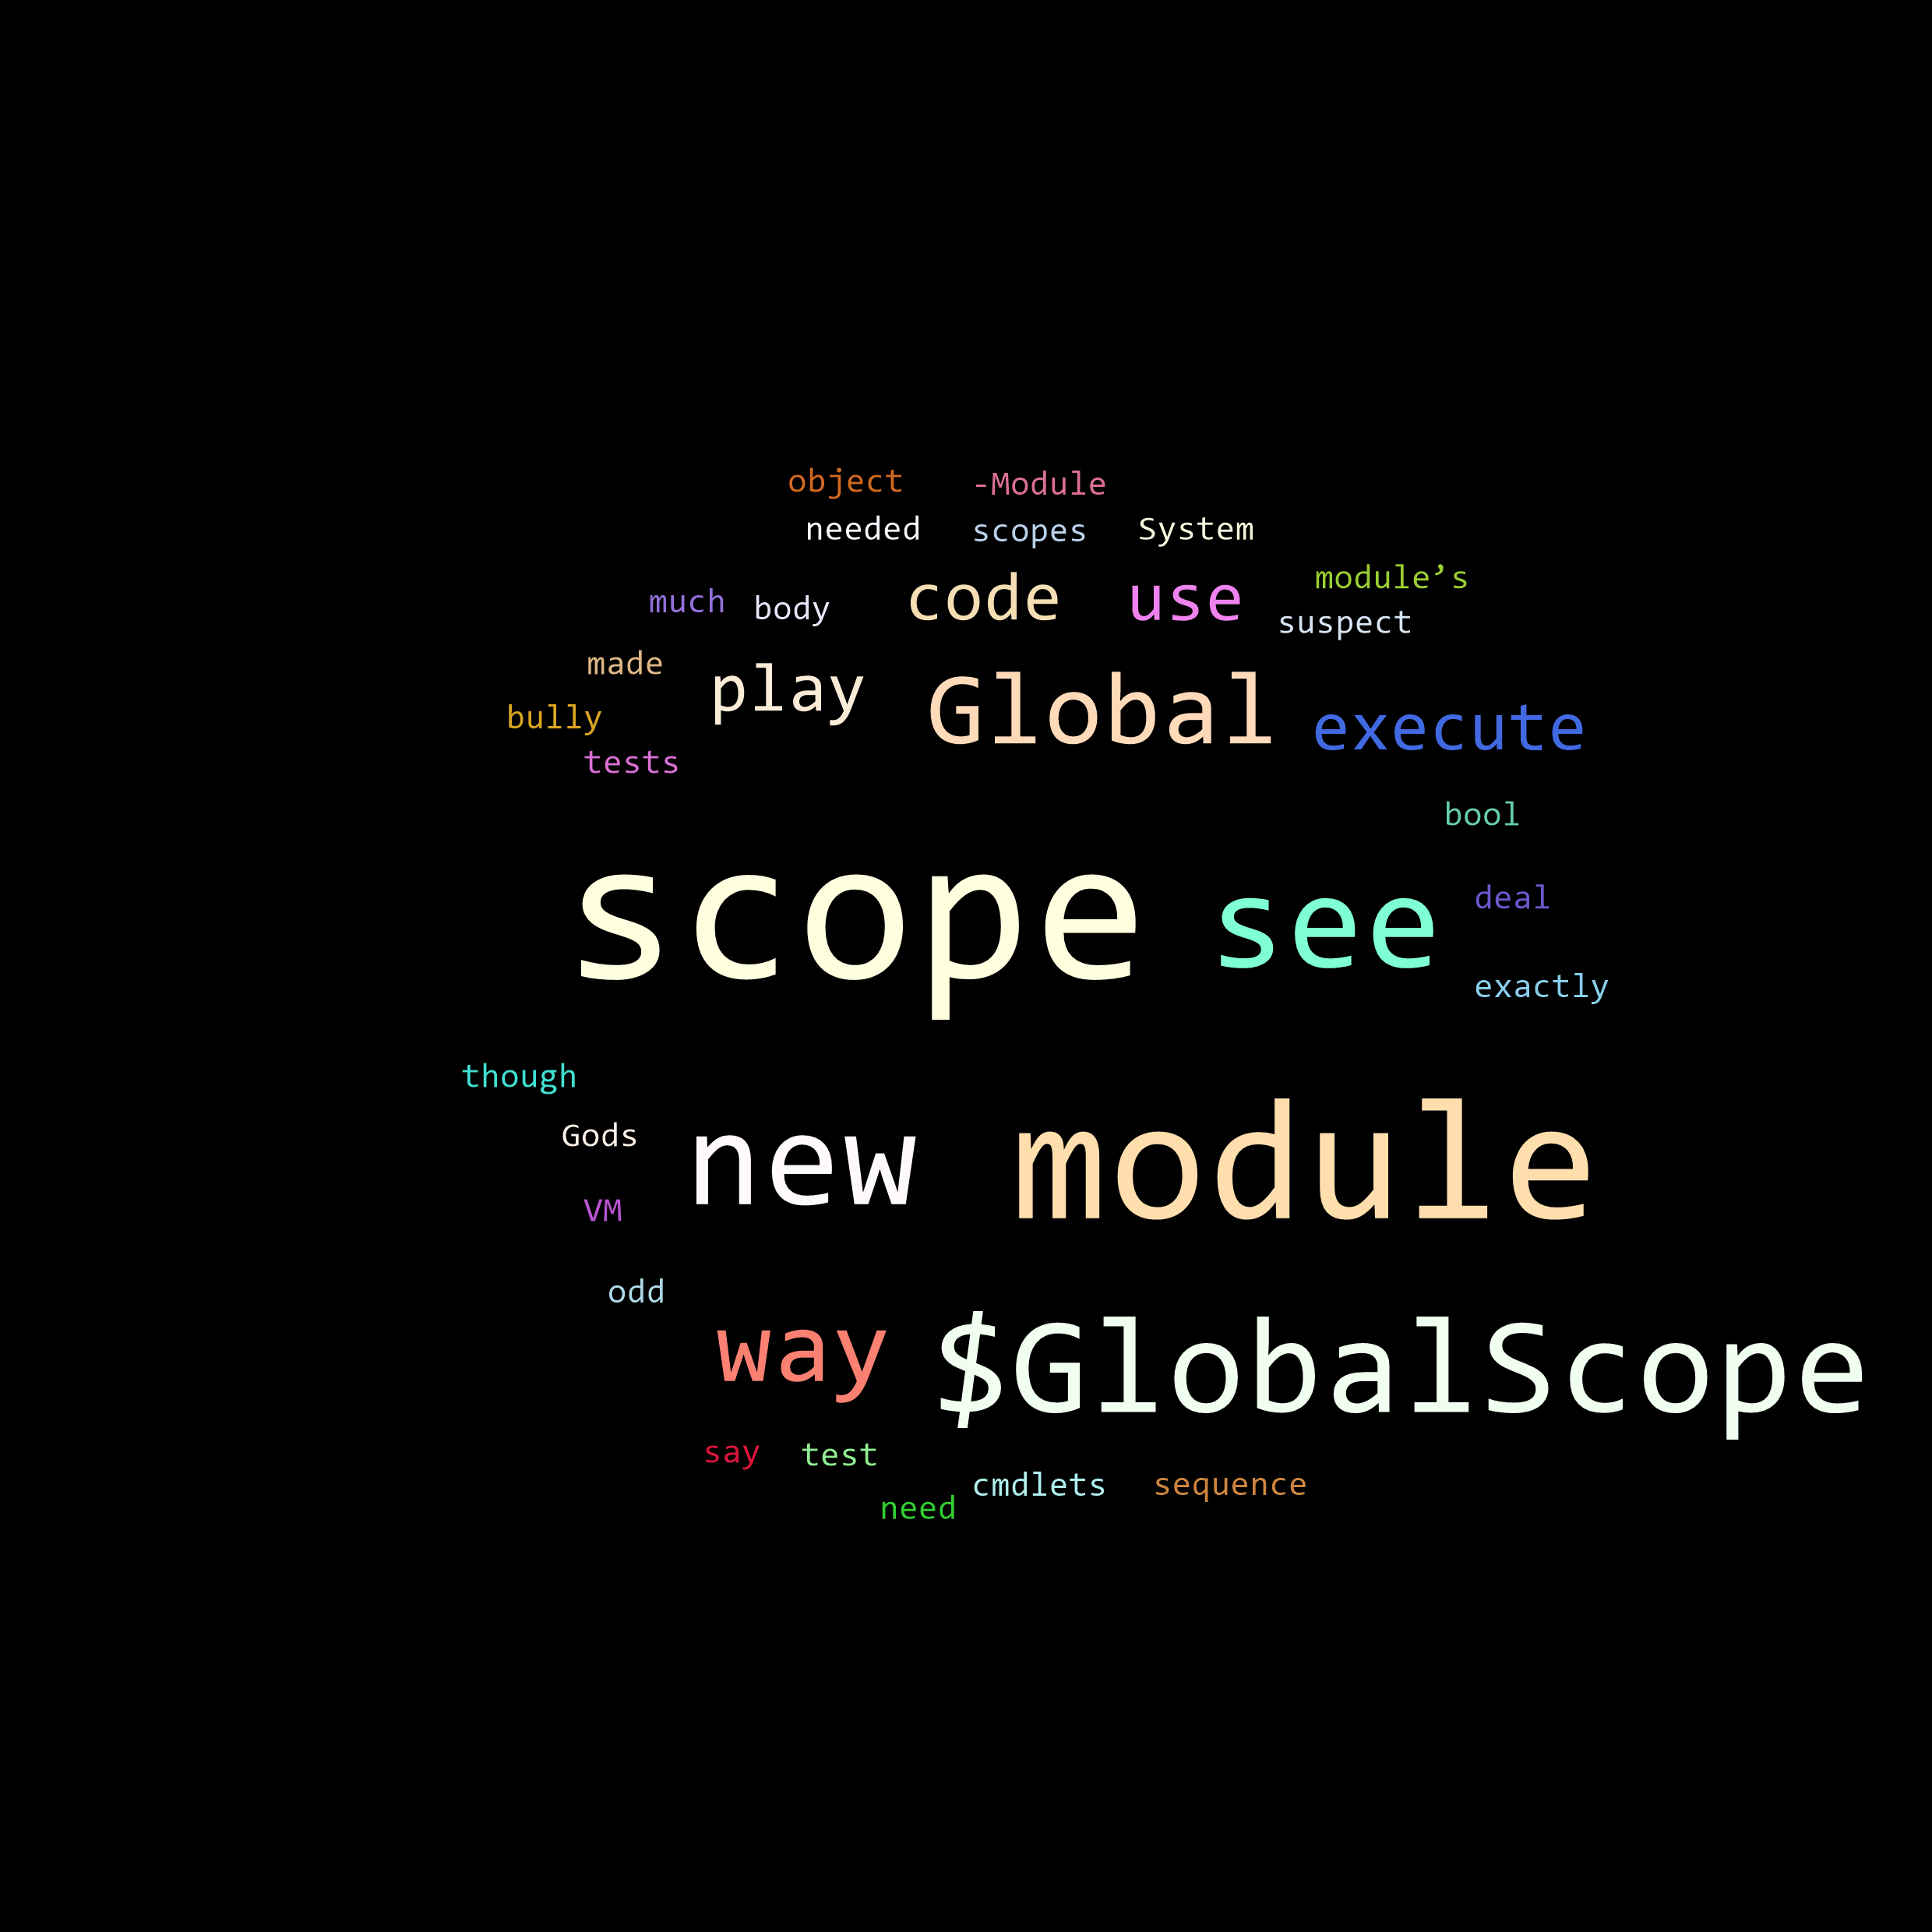 object -Module
needed scopes System
much body code use module’s
suspect
made play Global execute
bully
tests
bool
scope see deal
exactly
though
Gods new module
VM
odd
way $GlobalScope
say test
need cmdlets sequence